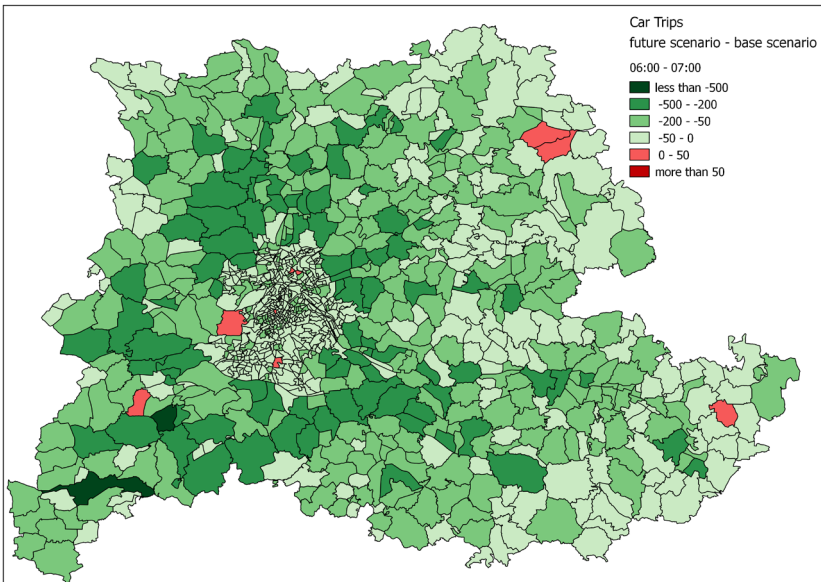 Car Trips
future scenario - base scenario
06:00 - 07:00
less than -500
-500 - -200
-200 - -50
-50 - 0
0 - 50
more than 50